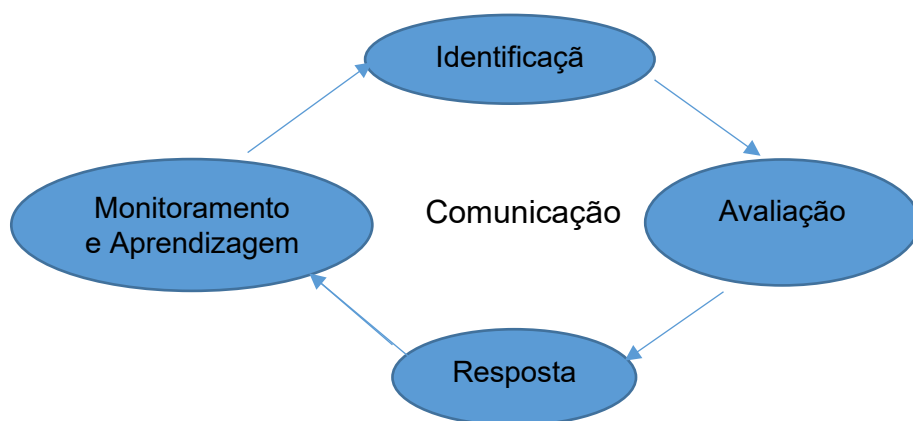 Identificaçã
Monitoramento
e Aprendizagem
Comunicação
Avaliação
Resposta